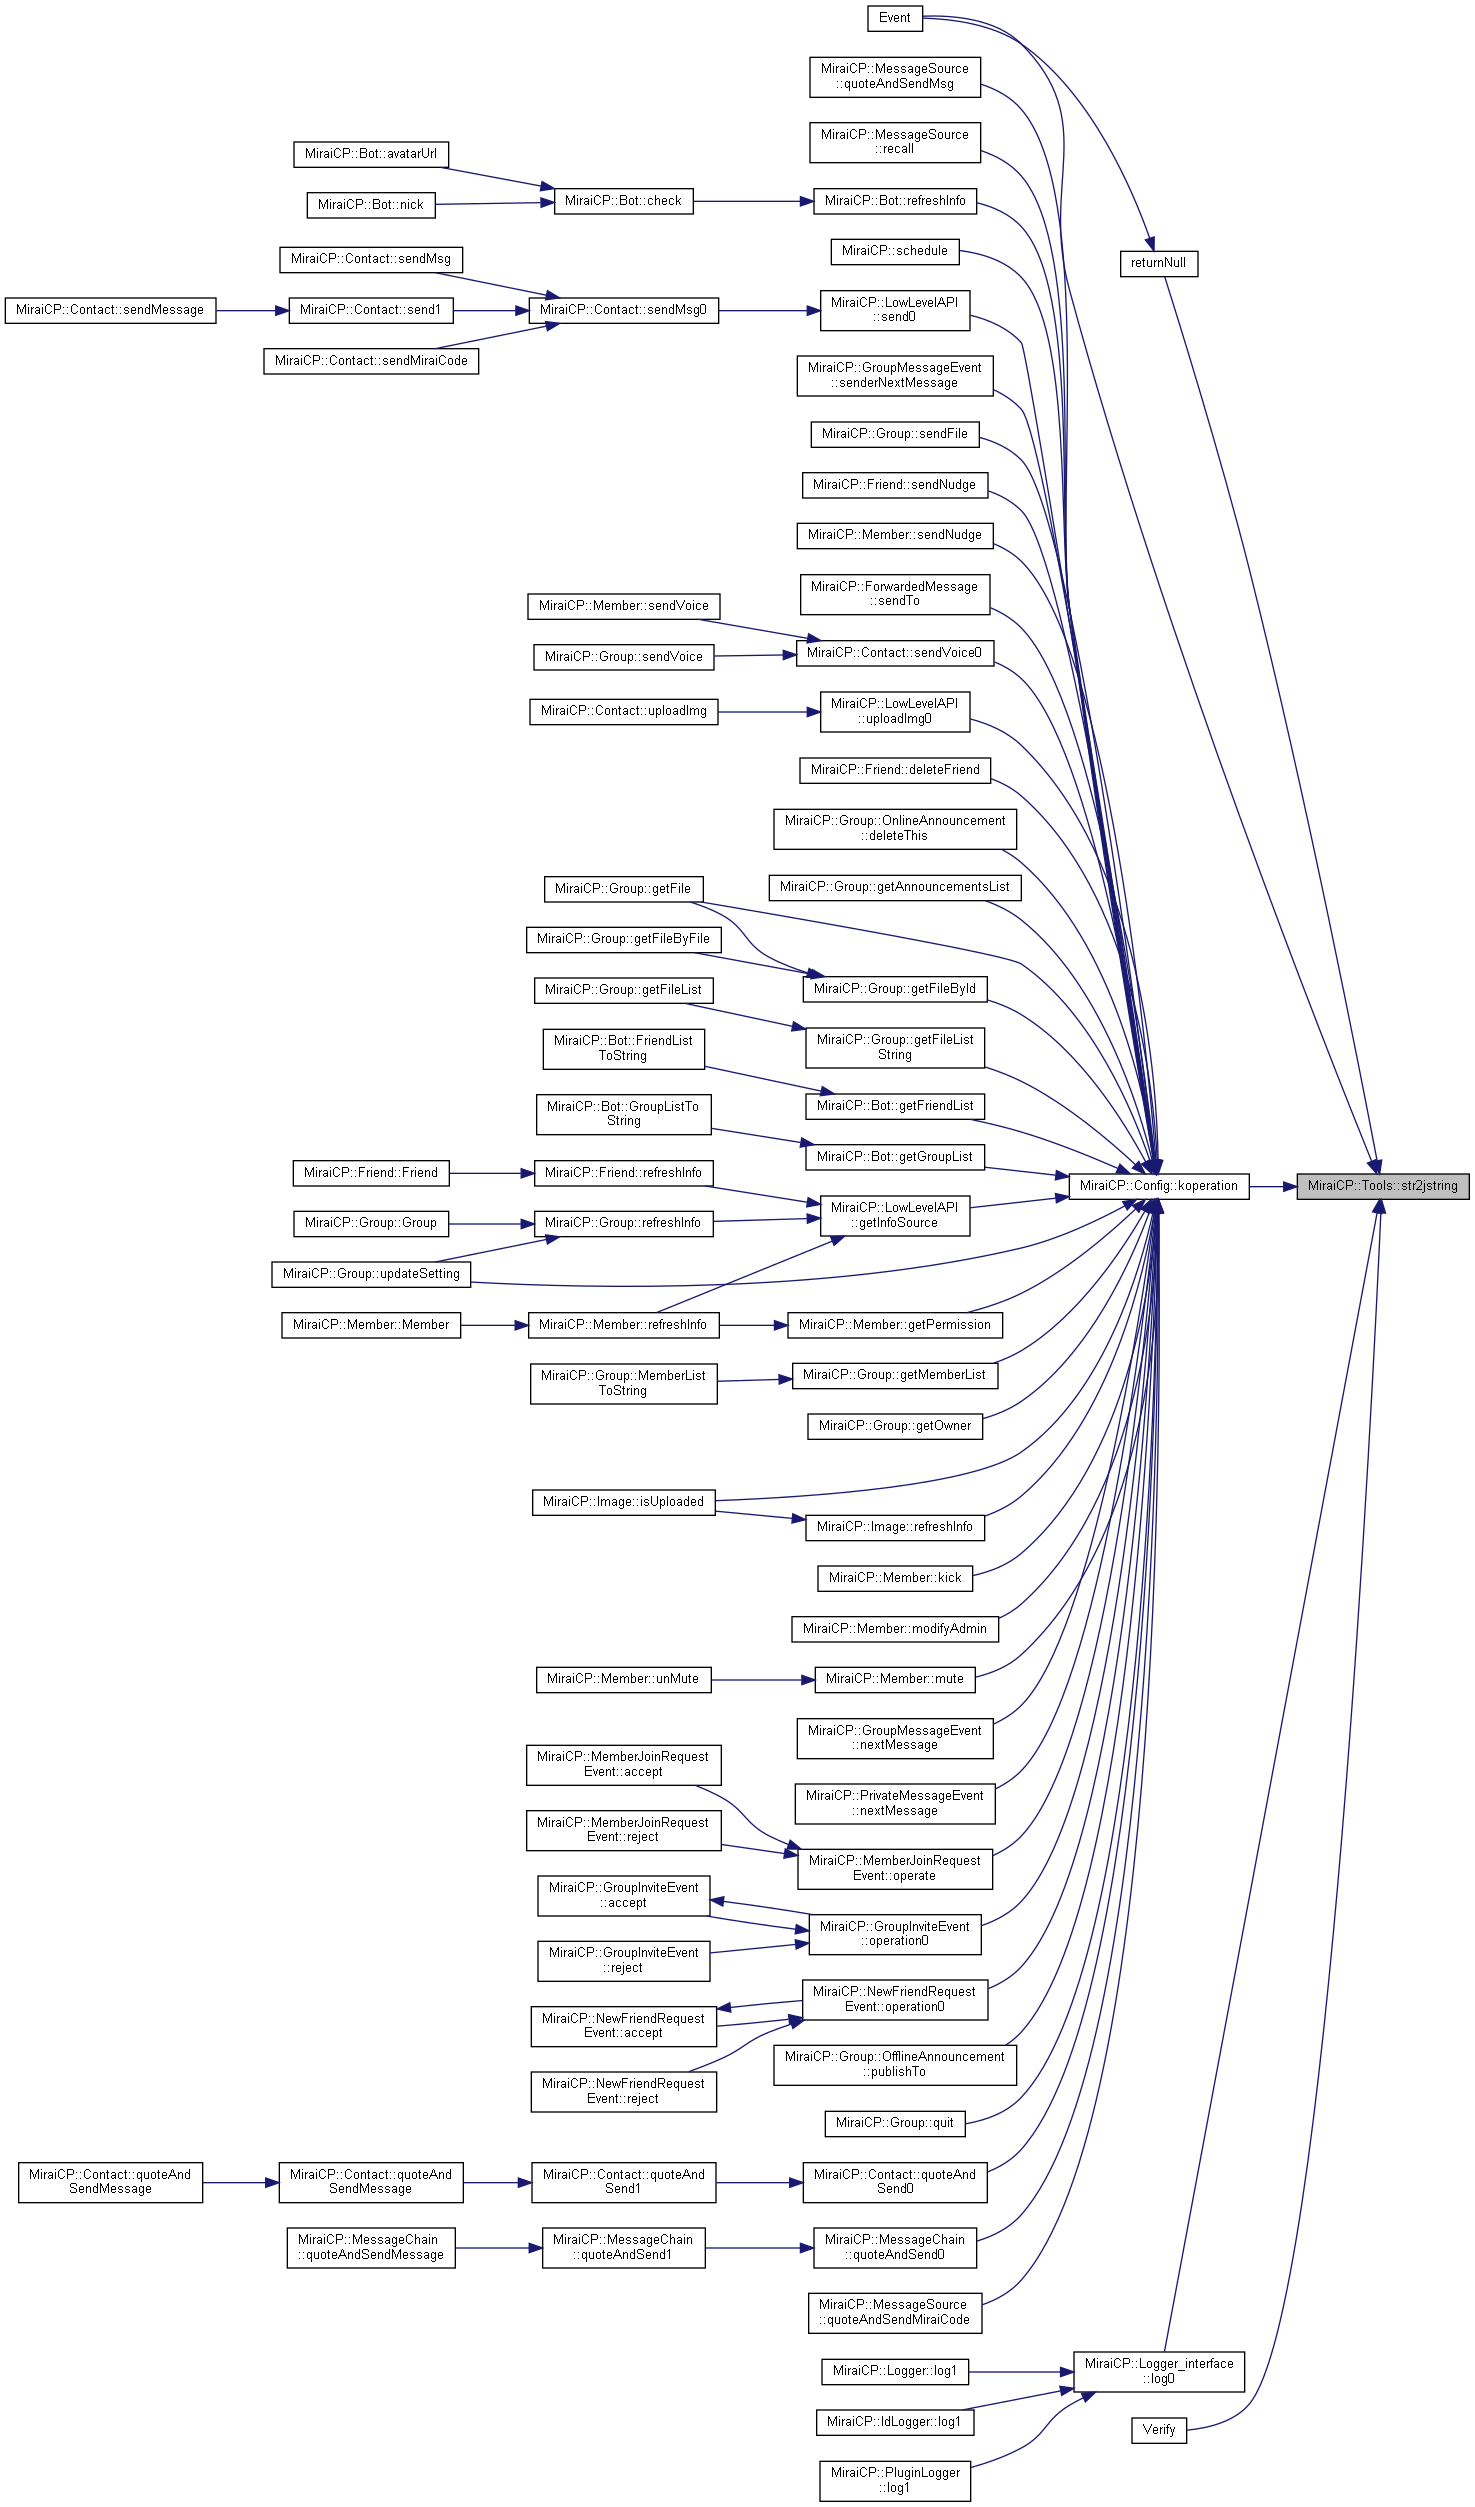 Event
MiraiCP::MessageSource
::quoteAndSendMsg
MiraiCP::MessageSource
::recall
MiraiCP::Bot::avatarUrl
MiraiCP::Bot::nick
MiraiCP::Bot::check
MiraiCP::Bot::refreshInfo
MiraiCP::schedule
returnNull
MiraiCP::Contact::sendMsg
MiraiCP::Contact::sendMessage
MiraiCP::Contact::send1
MiraiCP::Contact::sendMsg0
MiraiCP::LowLevelAPI
::send0
MiraiCP::Contact::sendMiraiCode
MiraiCP::GroupMessageEvent
::senderNextMessage
MiraiCP::Group::sendFile
MiraiCP::Friend::sendNudge
MiraiCP::Member::sendNudge
MiraiCP::ForwardedMessage
::sendTo
MiraiCP::Member::sendVoice
MiraiCP::Group::sendVoice
MiraiCP::Contact::sendVoice0
MiraiCP::Contact::uploadImg
MiraiCP::LowLevelAPI
::uploadImg0
MiraiCP::Friend::deleteFriend
MiraiCP::Group::OnlineAnnouncement
::deleteThis
MiraiCP::Group::getFile
MiraiCP::Group::getAnnouncementsList
MiraiCP::Group::getFileByFile
MiraiCP::Group::getFileList
MiraiCP::Group::getFileById
MiraiCP::Bot::FriendList
ToString
MiraiCP::Group::getFileList
String
MiraiCP::Bot::GroupListTo
String
MiraiCP::Bot::getFriendList
MiraiCP::Bot::getGroupList
MiraiCP::Friend::Friend
MiraiCP::Friend::refreshInfo
MiraiCP::Config::koperation
MiraiCP::Tools::str2jstring
MiraiCP::LowLevelAPI
::getInfoSource
MiraiCP::Group::Group
MiraiCP::Group::refreshInfo
MiraiCP::Group::updateSetting
MiraiCP::Member::Member
MiraiCP::Member::refreshInfo
MiraiCP::Member::getPermission
MiraiCP::Group::MemberList
ToString
MiraiCP::Group::getMemberList
MiraiCP::Group::getOwner
MiraiCP::Image::isUploaded
MiraiCP::Image::refreshInfo
MiraiCP::Member::kick
MiraiCP::Member::modifyAdmin
MiraiCP::Member::unMute
MiraiCP::Member::mute
MiraiCP::GroupMessageEvent
::nextMessage
MiraiCP::MemberJoinRequest
Event::accept
MiraiCP::PrivateMessageEvent
::nextMessage
MiraiCP::MemberJoinRequest
Event::reject
MiraiCP::MemberJoinRequest
Event::operate
MiraiCP::GroupInviteEvent
::accept
MiraiCP::GroupInviteEvent
::operation0
MiraiCP::GroupInviteEvent
::reject
MiraiCP::NewFriendRequest
Event::operation0
MiraiCP::NewFriendRequest
Event::accept
MiraiCP::Group::OfflineAnnouncement
::publishTo
MiraiCP::NewFriendRequest
Event::reject
MiraiCP::Group::quit
MiraiCP::Contact::quoteAnd
SendMessage
MiraiCP::Contact::quoteAnd
SendMessage
MiraiCP::Contact::quoteAnd
Send1
MiraiCP::Contact::quoteAnd
Send0
MiraiCP::MessageChain
::quoteAndSendMessage
MiraiCP::MessageChain
::quoteAndSend1
MiraiCP::MessageChain
::quoteAndSend0
MiraiCP::MessageSource
::quoteAndSendMiraiCode
MiraiCP::Logger::log1
MiraiCP::Logger_interface
::log0
MiraiCP::IdLogger::log1
Verify
MiraiCP::PluginLogger
::log1